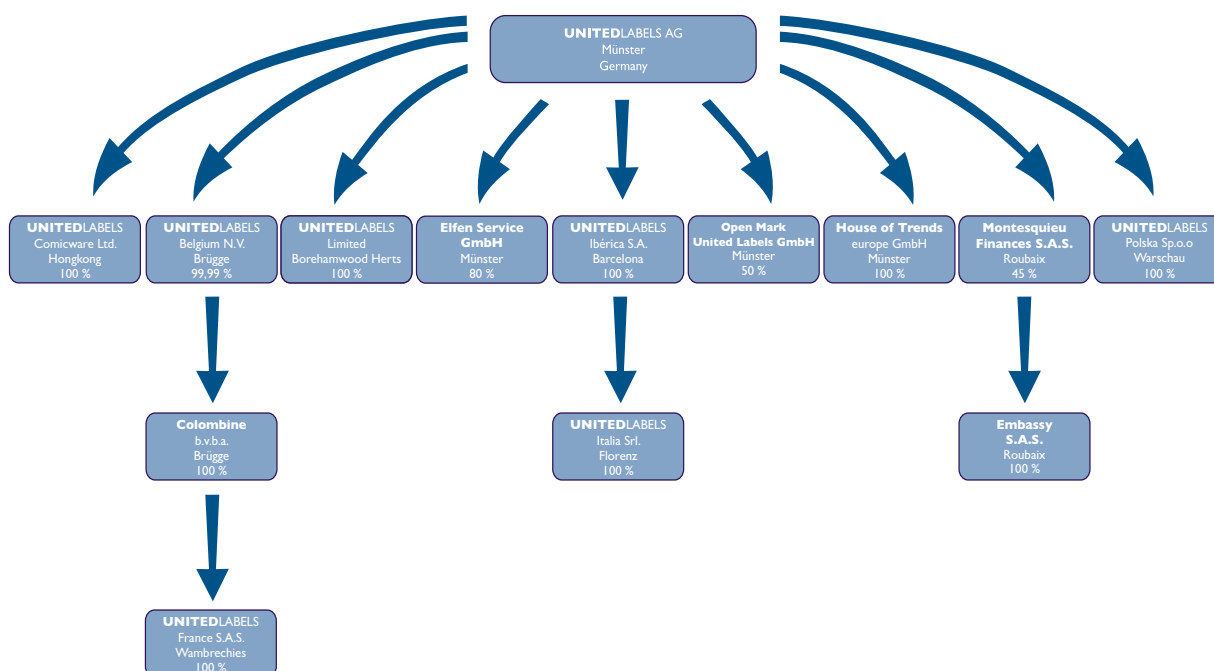 UNITEDLABELS AG
Münster
Germany
UNITEDLABELS
Comicware Ltd.
Hongkong
100 %
UNITEDLABELS
Belgium N.V.
Brügge
99,99 %
UNITEDLABELS
Limited
Borehamwood Herts
100 %
Elfen Service
GmbH
Münster
80 %
UNITEDLABELS
Ibérica S.A.
Barcelona
100 %
Open Mark
United Labels GmbH
Münster
50 %
House of Trends
europe GmbH
Münster
100 %
Montesquieu
Finances S.A.S.
Roubaix
45 %
UNITEDLABELS
Polska Sp.o.o
Warschau
100 %
Colombine
b.v.b.a.
Brügge
100 %
UNITEDLABELS
Italia Srl.
Florenz
100 %
Embassy
S.A.S.
Roubaix
100 %
UNITEDLABELS
France S.A.S.
Wambrechies
100 %